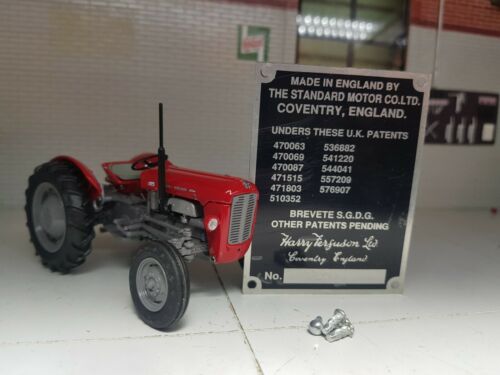 MADE IN ENGLAND BY
THE STANDARD MOTOR CO.LTD.
COVENTRY, ENGLAND.
UNDERS THESE U.K. PATENTS
470063 536882
470069 541220
470087 544041
471515 557209
471803 576907
510352
BREVETE S.G.D.G.
OTHER PATENTS PENDING
Harry Ferguson Ltd
Coventry England
No.